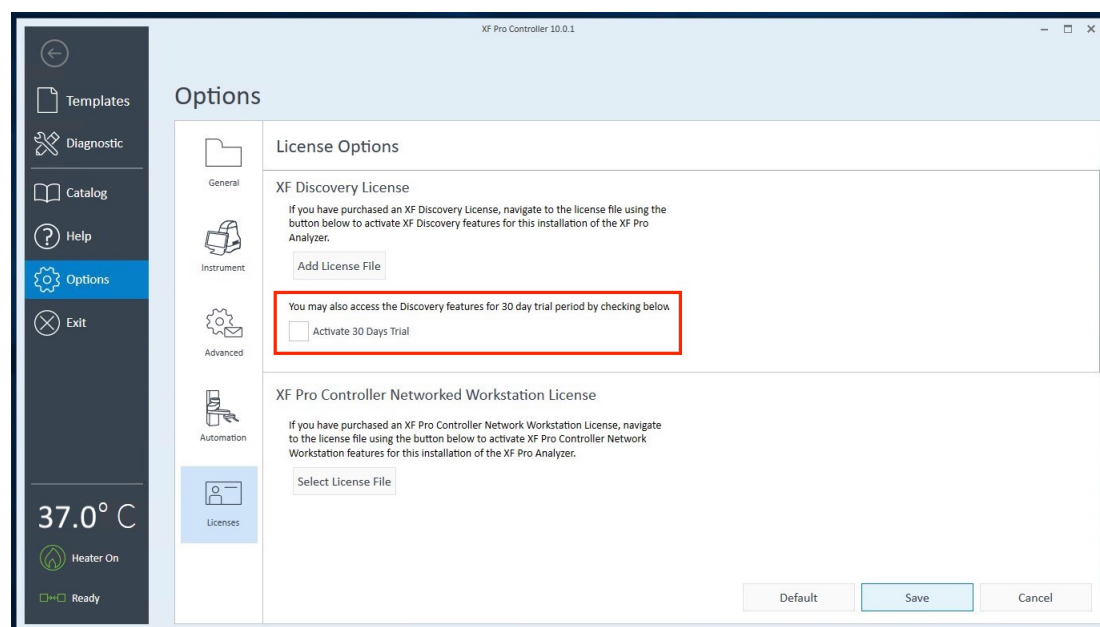 XF Pro Controller 10.0.1
Templates
Diagnostic
Catalog
Help
Options
Exit
37.0° C
Heater On
Ready
Options
General
Instrument
Advanced
Automation
Licenses
License Options
XF Discovery License
If you have purchased an XF Discovery License, navigate to the license file using the
button below to activate XF Discovery features for this installation of the XF Pro
Analyzer.
Add License File
You may also access the Discovery features for 30 day trial period by checking below
Activate 30 Days Trial
XF Pro Controller Networked Workstation License
If you have purchased an XF Pro Controller Network Workstation License, navigate
to the license file using the button below to activate XF Pro Controller Network
Workstation features for this installation of the XF Pro Analyzer.
Select License File
Default
Save
Cancel